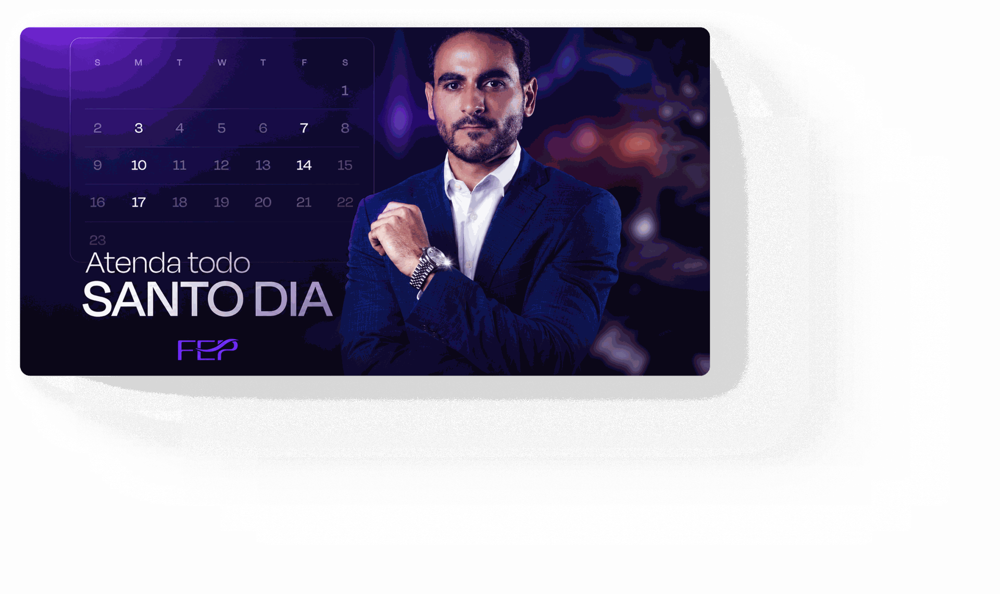 S M T W T F S
1
2 3 4 5 6 7 8
9 10 11 12 13 14 15
16 17 18 19 20 21 22
23
Atenda todo
SANTO DIA
FEP